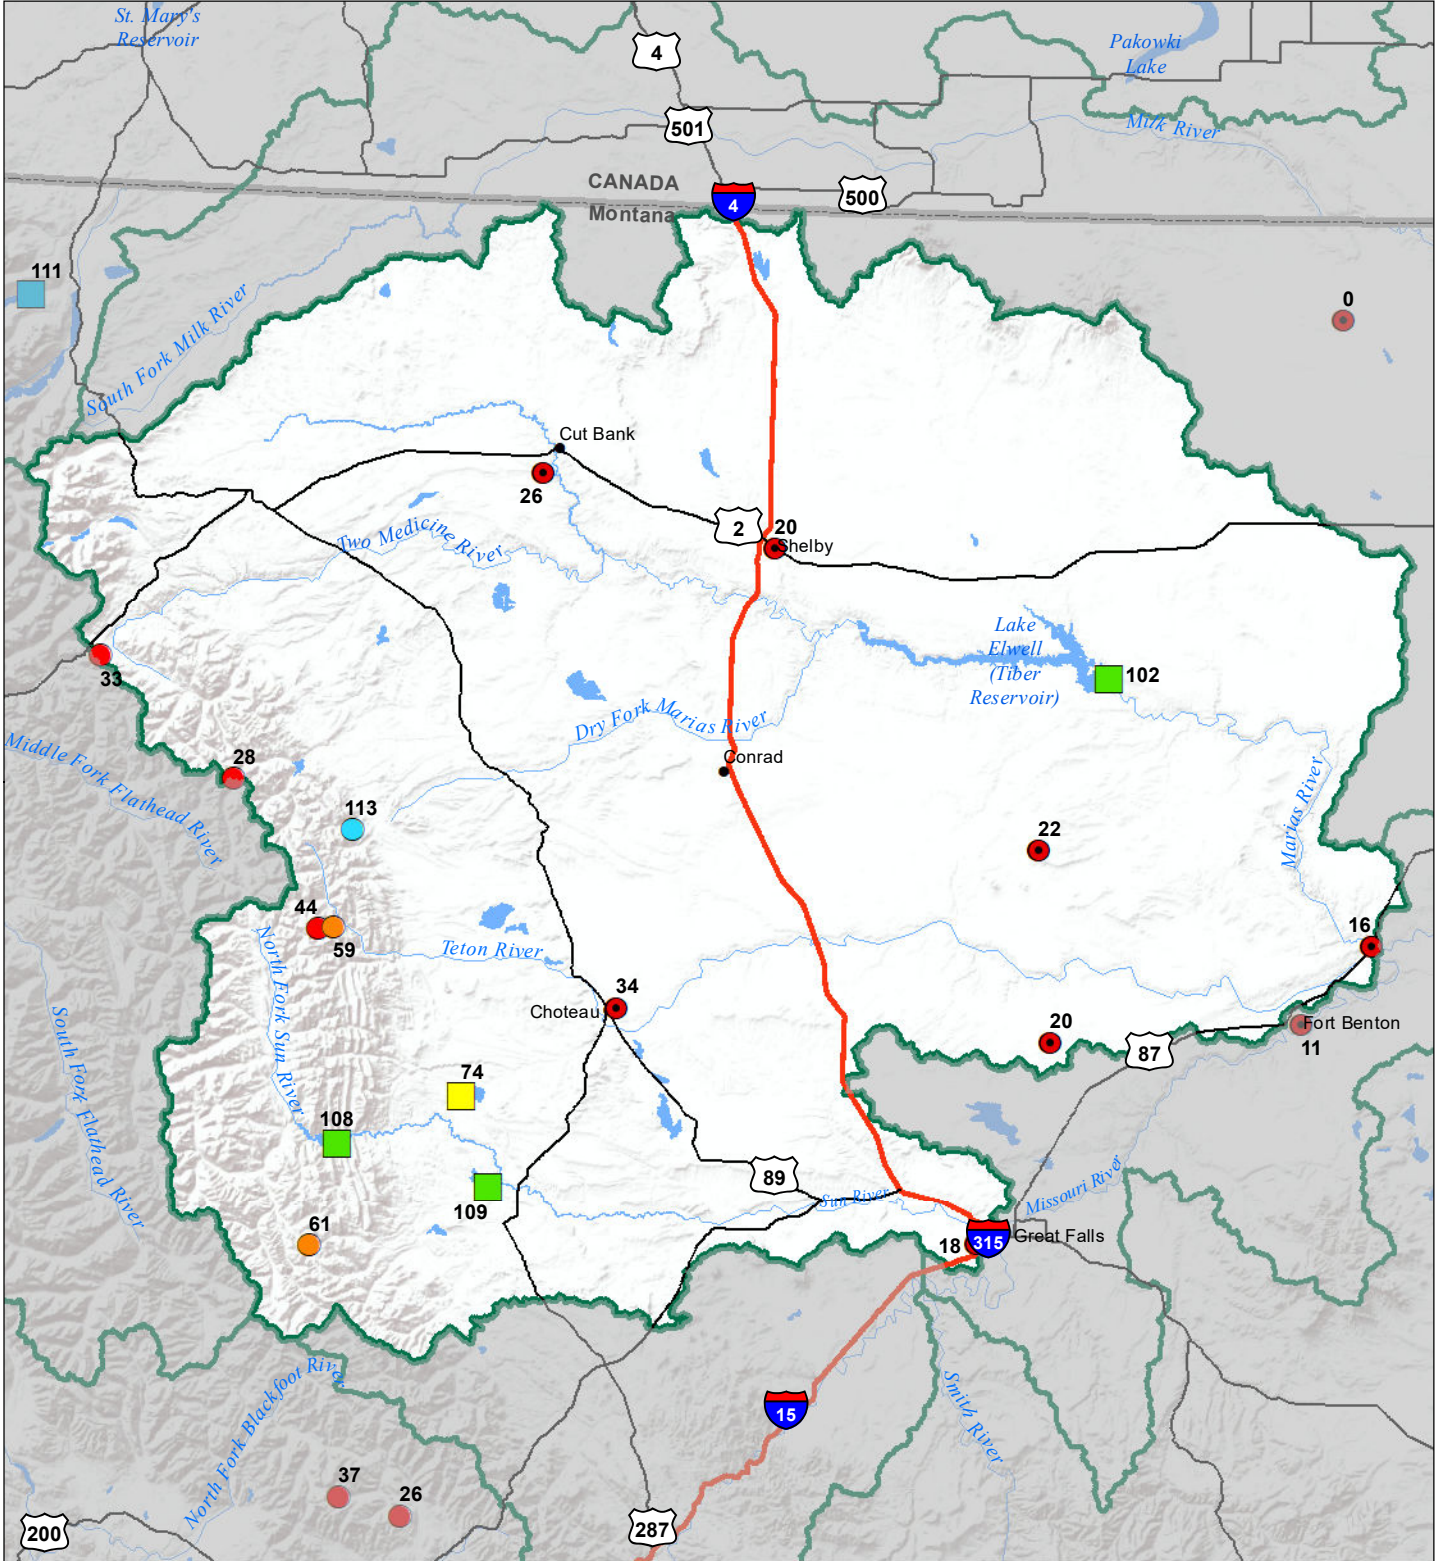 St. Mary's
Reservoir
4
Pakowki
Lake
501
Milk River
CANADA
Montana
4
500
111
0
South Fork Milk River
Cut Bank
26
2
20
Shelby
Two Medicine River
Lake
Elwell
(Tiber
Reservoir)
102
33
Dry Fork Marias River
Middle Fork Flathead River
28
Conrad
113
Marias River
22
44
59
North Fork Sun River
Teton River
16
34
Choteau
South Fork Flathead River
20
87
Fort Benton
11
74
108
89
109
Sun River
Missouri River
61
18
315
Great Falls
North Fork Blackfoot River
Smith River
15
37
26
200
287